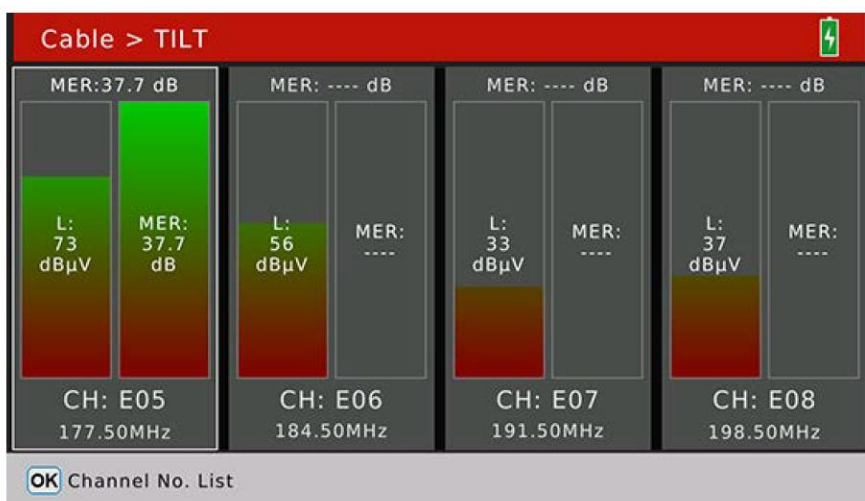 Cable > TILT
MER:37.7 dB
L:
73
dBµV
MER:
37.7
dB
CH: E05
177.50MHz
MER: ---- dB
L:
56
dBµV
MER:
----
CH: E06
184.50MHz
MER: ---- dB
L:
33
dBµV
MER:
----
CH: E07
191.50MHz
MER: ---- dB
L:
37
dBµV
MER:
----
CH: E08
198.50MHz
OK Channel No. List